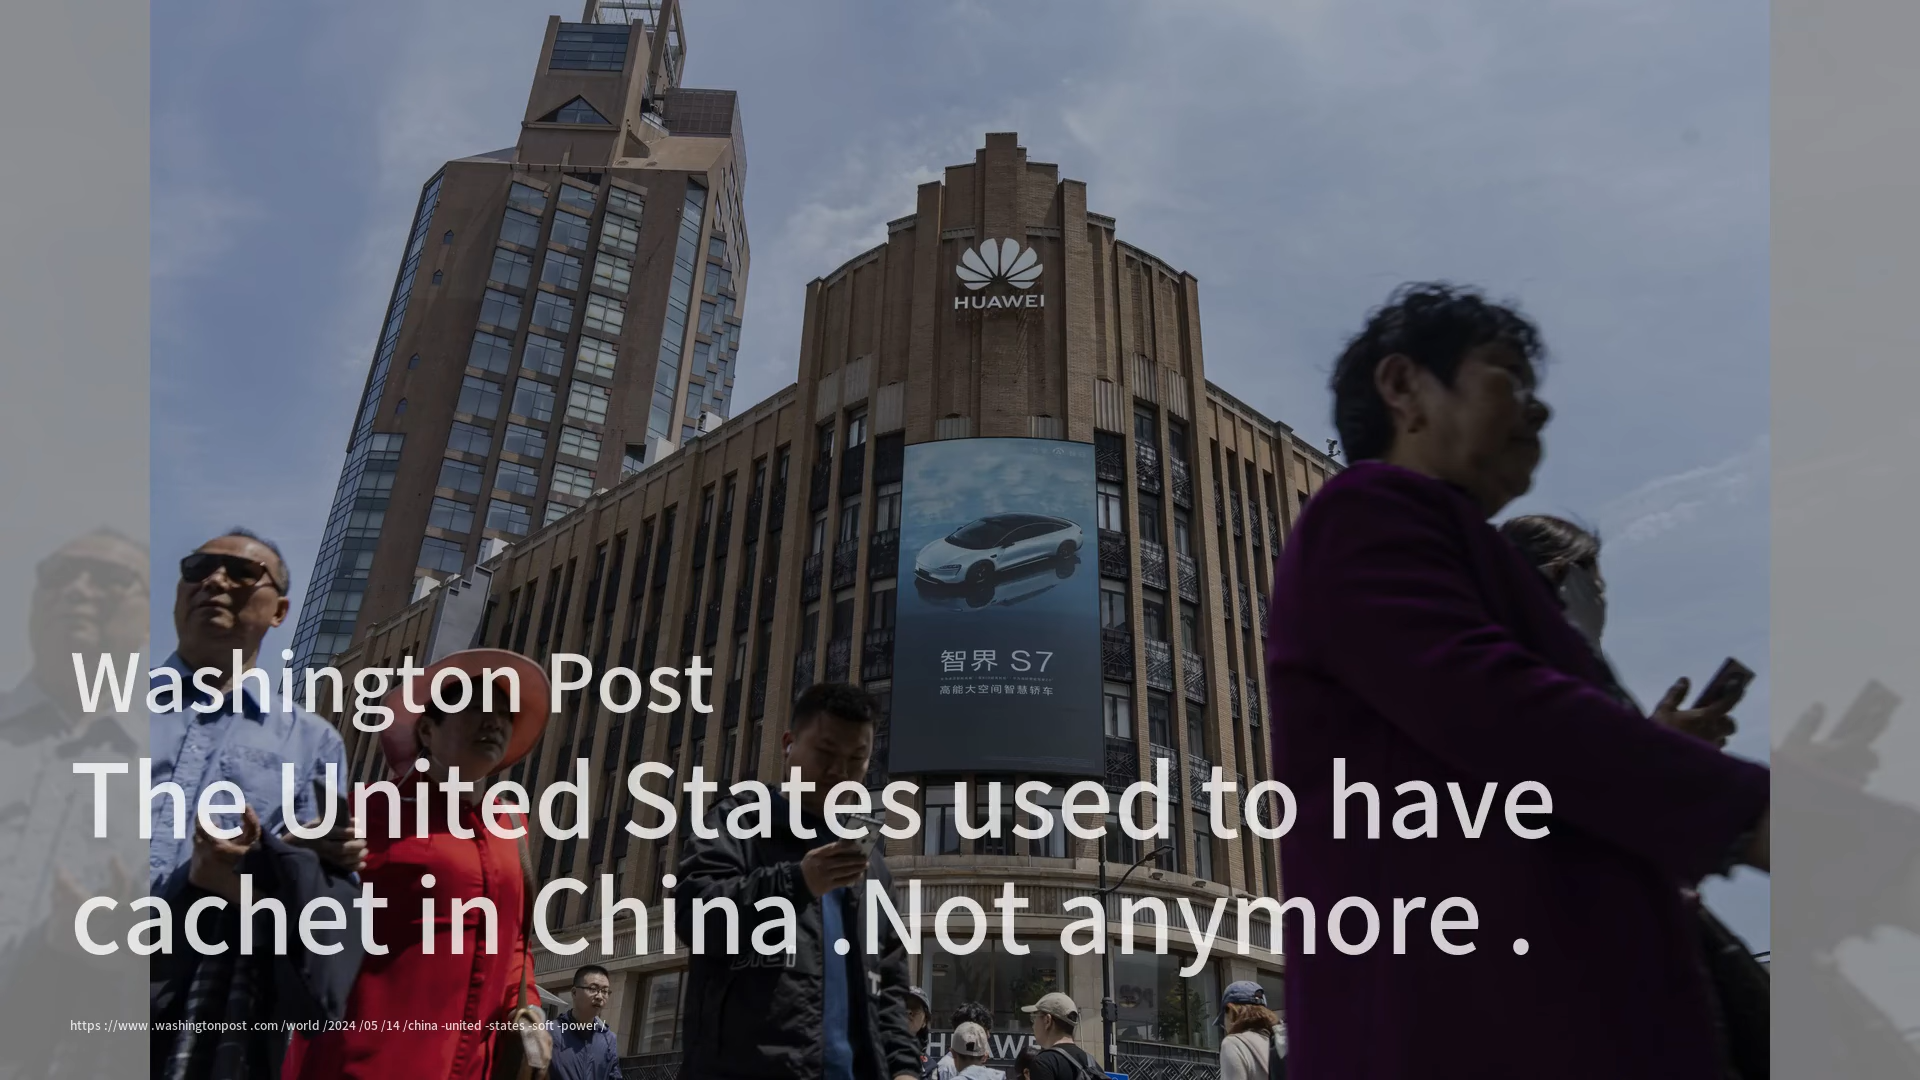 HUAWEI
智界 S7
高能大空间智慧轿车
Washington Post
The United States used to have
cachet in China .Not anymore .
https ://www .washingtonpost .com /world /2024 /05 /14 /china -united -states -soft -power /